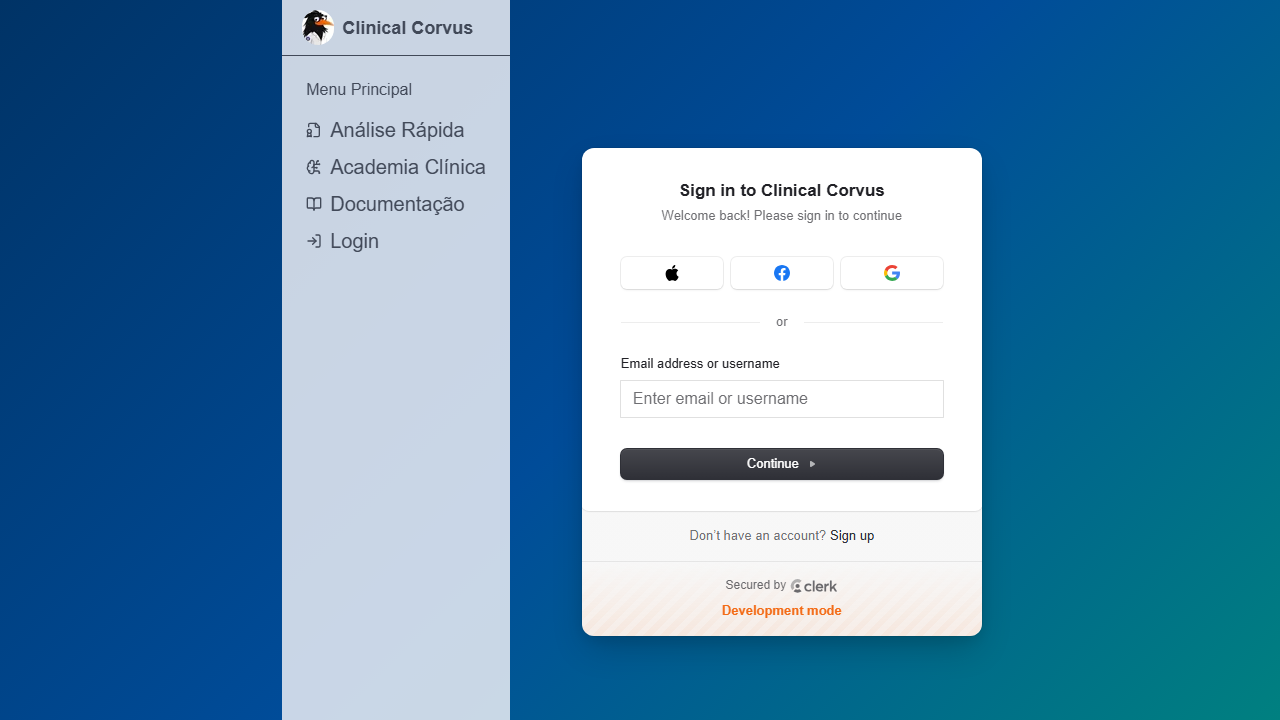 Clinical Corvus
Menu Principal
Análise Rápida
Academia Clínica
Documentação
Login
Sign in to Clinical Corvus
Welcome back! Please sign in to continue
or
Email address or username
Enter email or username
Continue
Don’t have an account? Sign up
Secured by clerk
Development mode